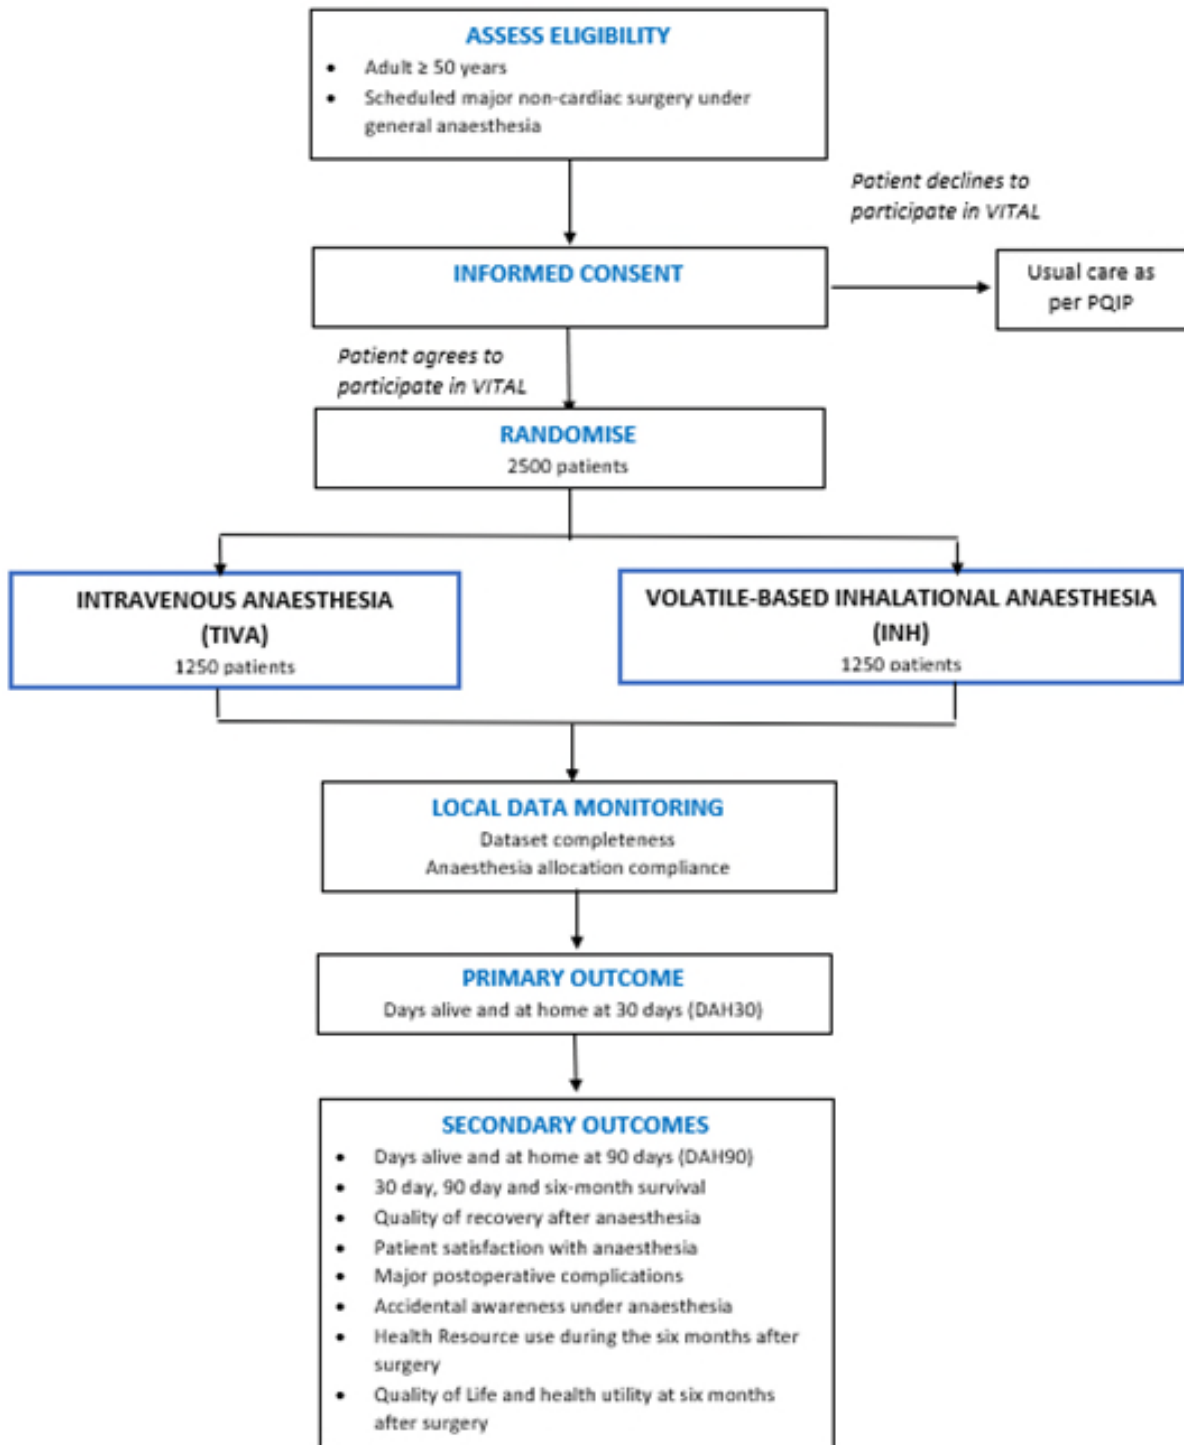 ASSESS ELIGIBILITY
• Adult ≥ 50 years
• Scheduled major non-cardiac surgery under
general anaesthesia
Patient declines to
participate in VITAL
INFORMED CONSENT
Usual care as
per PQIP
Patient agrees to
participate in VITAL
RANDOMISE
2500 patients
INTRAVENOUS ANAESTHESIA
(TIVA)
1250 patients
VOLATILE-BASED INHALATIONAL ANAESTHESIA
(INH)
1250 patients
LOCAL DATA MONITORING
Dataset completeness
Anaesthesia allocation compliance
PRIMARY OUTCOME
Days alive and at home at 30 days (DAH30)
SECONDARY OUTCOMES
• Days alive and at home at 90 days (DAH90)
• 30 day, 90 day and six-month survival
• Quality of recovery after anaesthesia
• Patient satisfaction with anaesthesia
• Major postoperative complications
• Accidental awareness under anaesthesia
• Health Resource use during the six months after
surgery
• Quality of Life and health utility at six months
after surgery